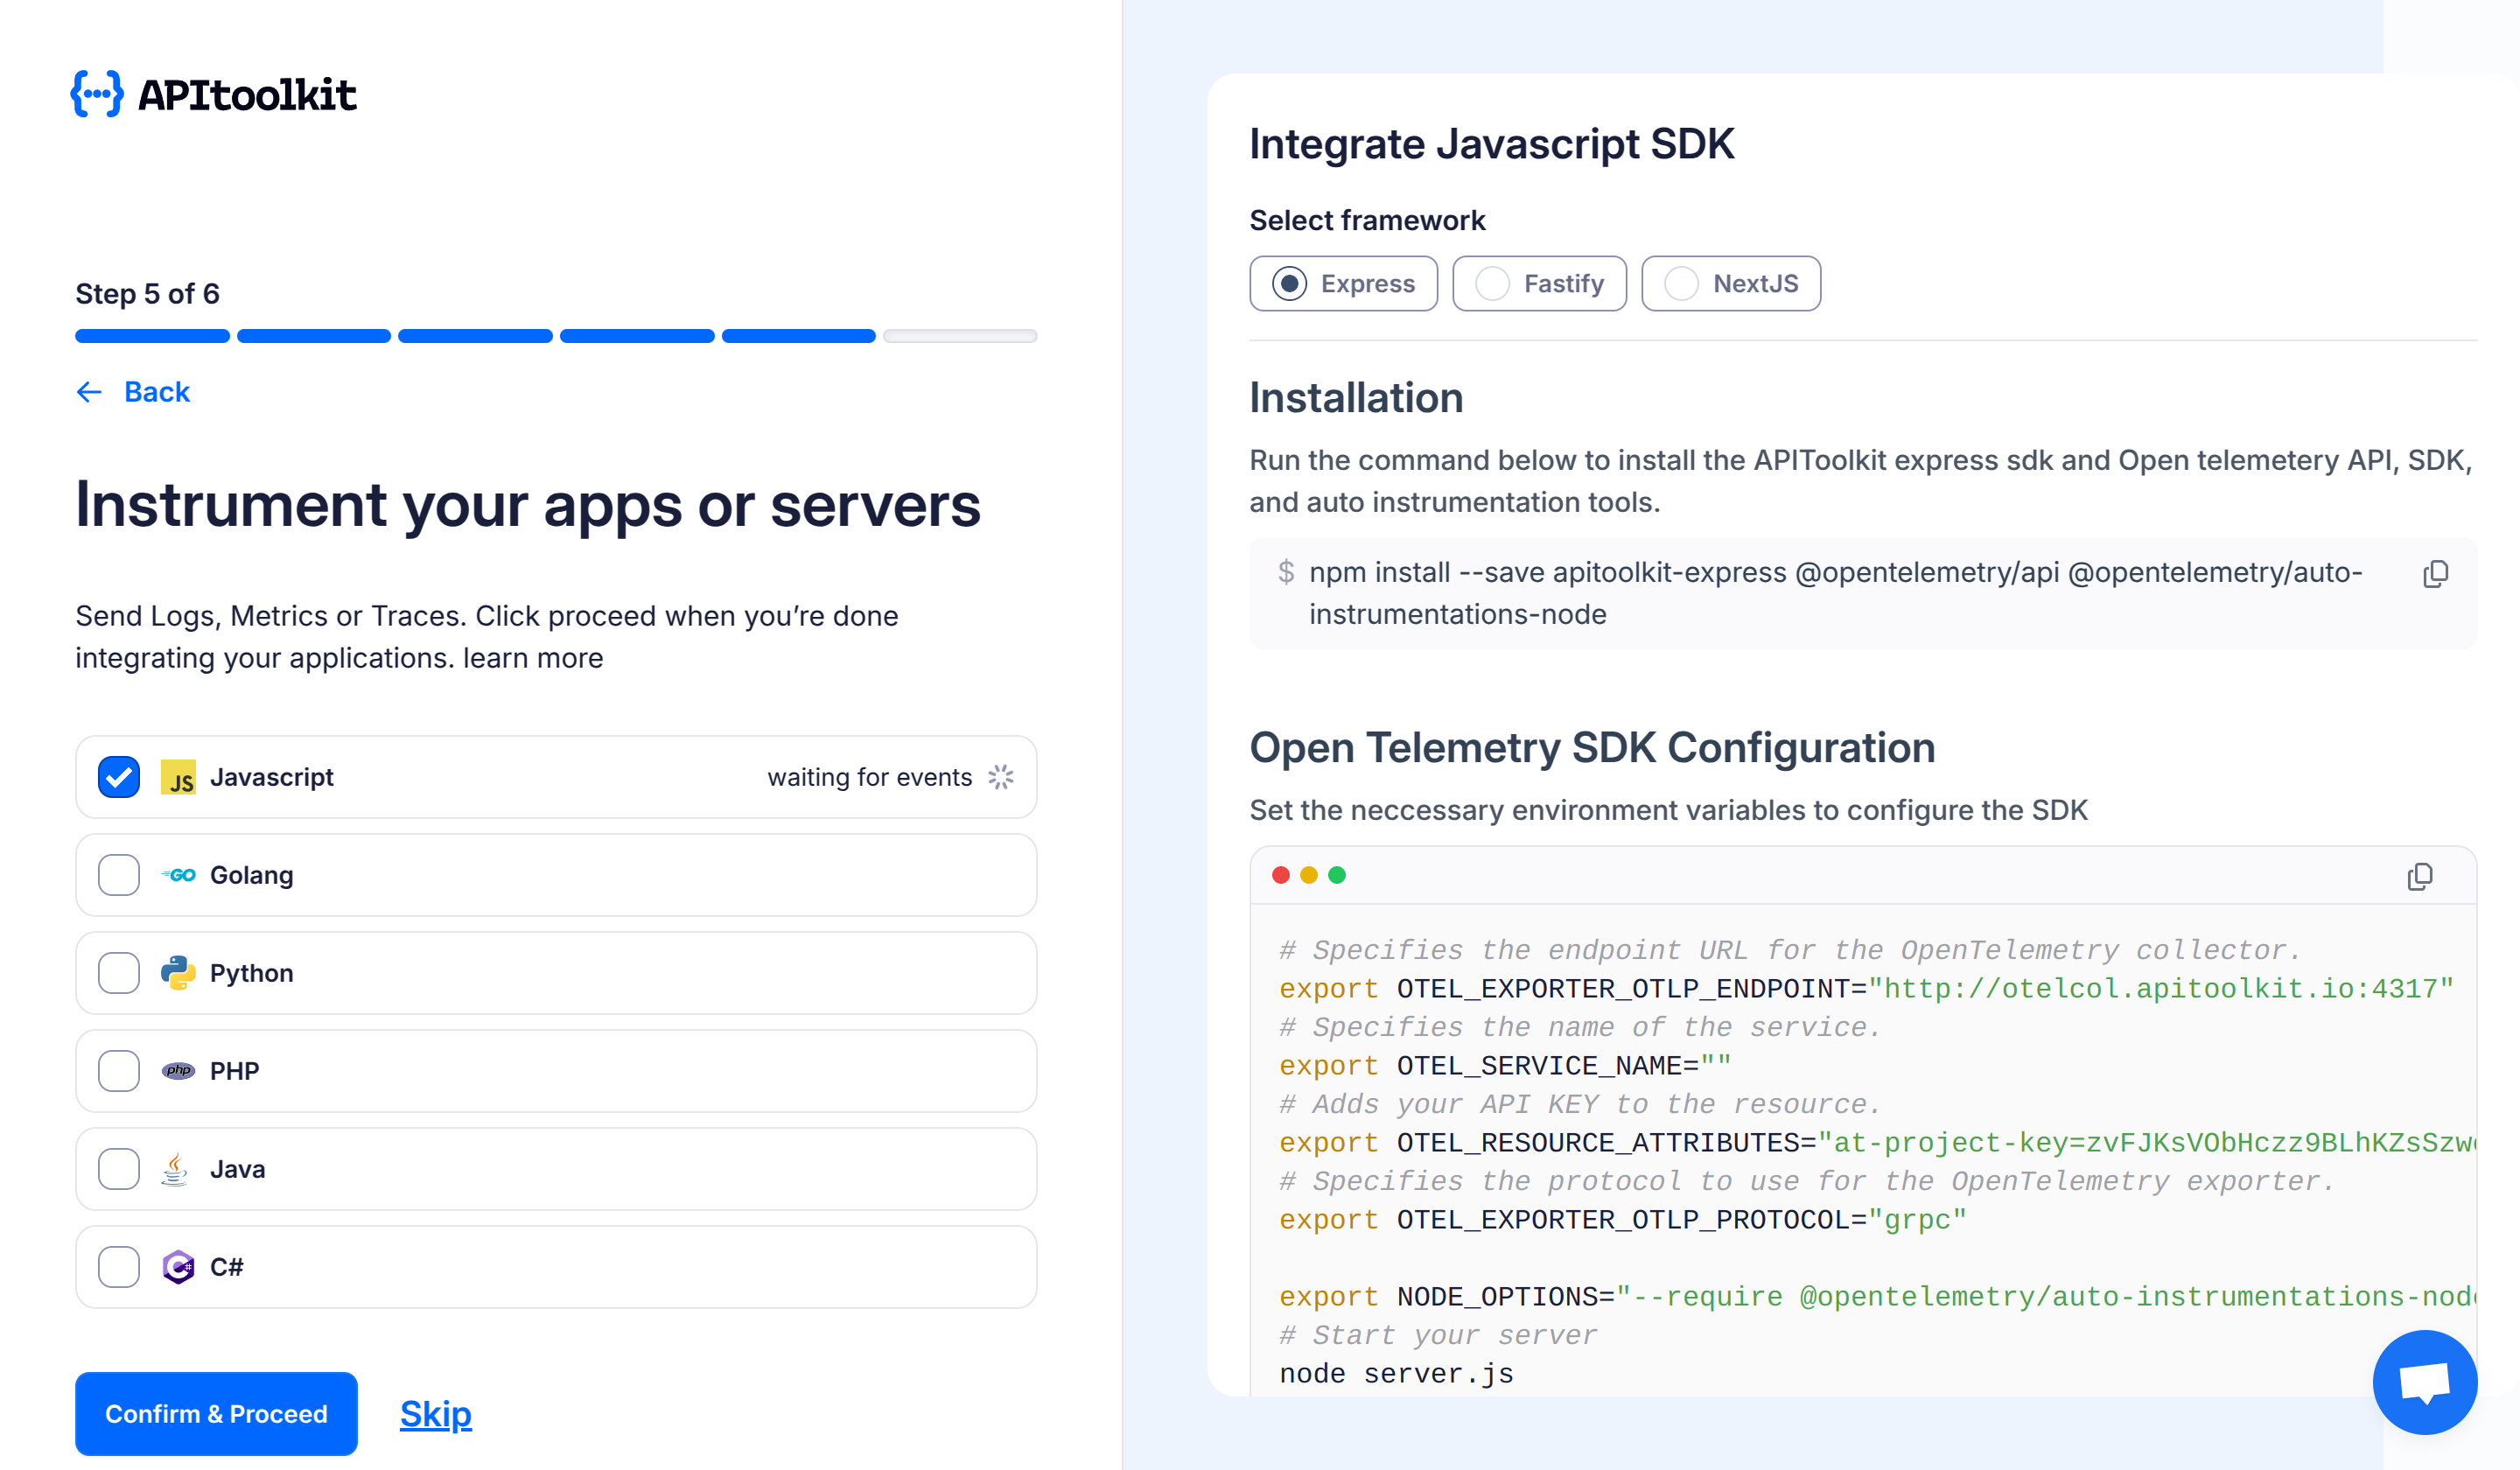 APItoolkit
Step 5 of 6
Back
Instrument your apps or servers
Send Logs, Metrics or Traces. Click proceed when you’re done
integrating your applications. learn more
JS Javascript waiting for events
GO Golang
Python
php PHP
Java
C#
Confirm & Proceed Skip
Integrate Javascript SDK
Select framework
Express Fastify NextJS
Installation
Run the command below to install the APIToolkit express sdk and Open telemetery API, SDK,
and auto instrumentation tools.
$ npm install --save apitoolkit-express @opentelemetry/api @opentelemetry/auto-
instrumentations-node
Open Telemetry SDK Configuration
Set the neccessary environment variables to configure the SDK
# Specifies the endpoint URL for the OpenTelemetry collector.
export OTEL_EXPORTER_OTLP_ENDPOINT="http://otelcol.apitoolkit.io:4317"
# Specifies the name of the service.
export OTEL_SERVICE_NAME=""
# Adds your API KEY to the resource.
export OTEL_RESOURCE_ATTRIBUTES="at-project-key=zvFJKsVObHczz9BLhKZsSzw
# Specifies the protocol to use for the OpenTelemetry exporter.
export OTEL_EXPORTER_OTLP_PROTOCOL="grpc"
export NODE_OPTIONS="--require @opentelemetry/auto-instrumentations-nod
# Start your server
node server.js